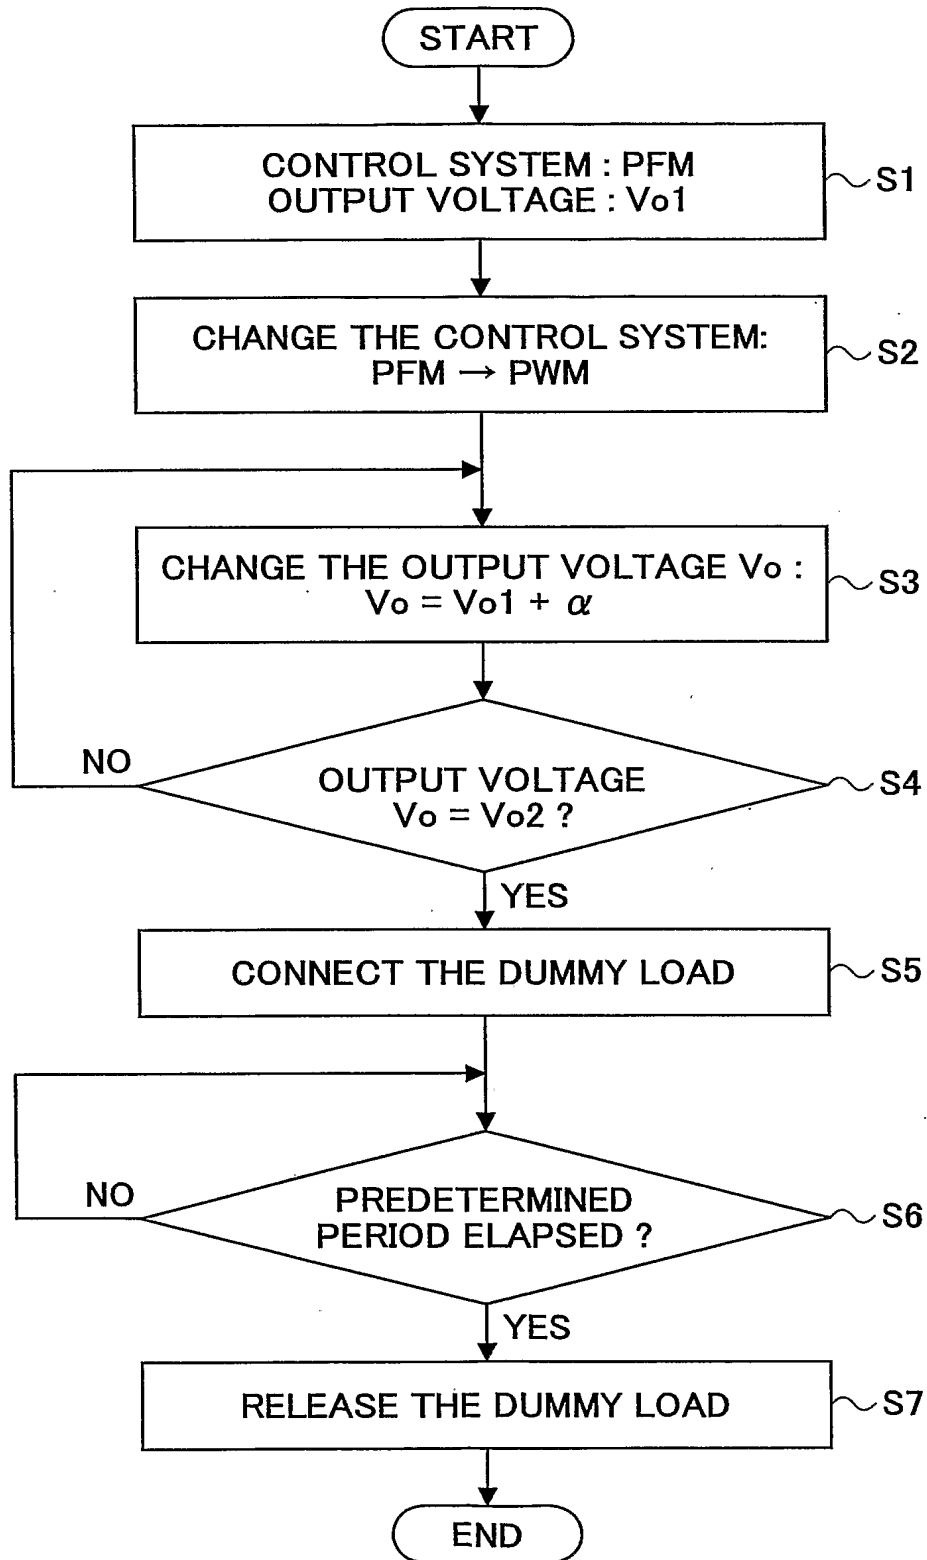 START
CONTROL SYSTEM : PFM
OUTPUT VOLTAGE : Vo1
S1
CHANGE THE CONTROL SYSTEM:
PFM → PWM
S2
CHANGE THE OUTPUT VOLTAGE Vo :
Vo = Vo1 + α
S3
NO
OUTPUT VOLTAGE
Vo = Vo2 ?
S4
YES
CONNECT THE DUMMY LOAD
S5
NO
PREDETERMINED
PERIOD ELAPSED ?
S6
YES
RELEASE THE DUMMY LOAD
S7
END